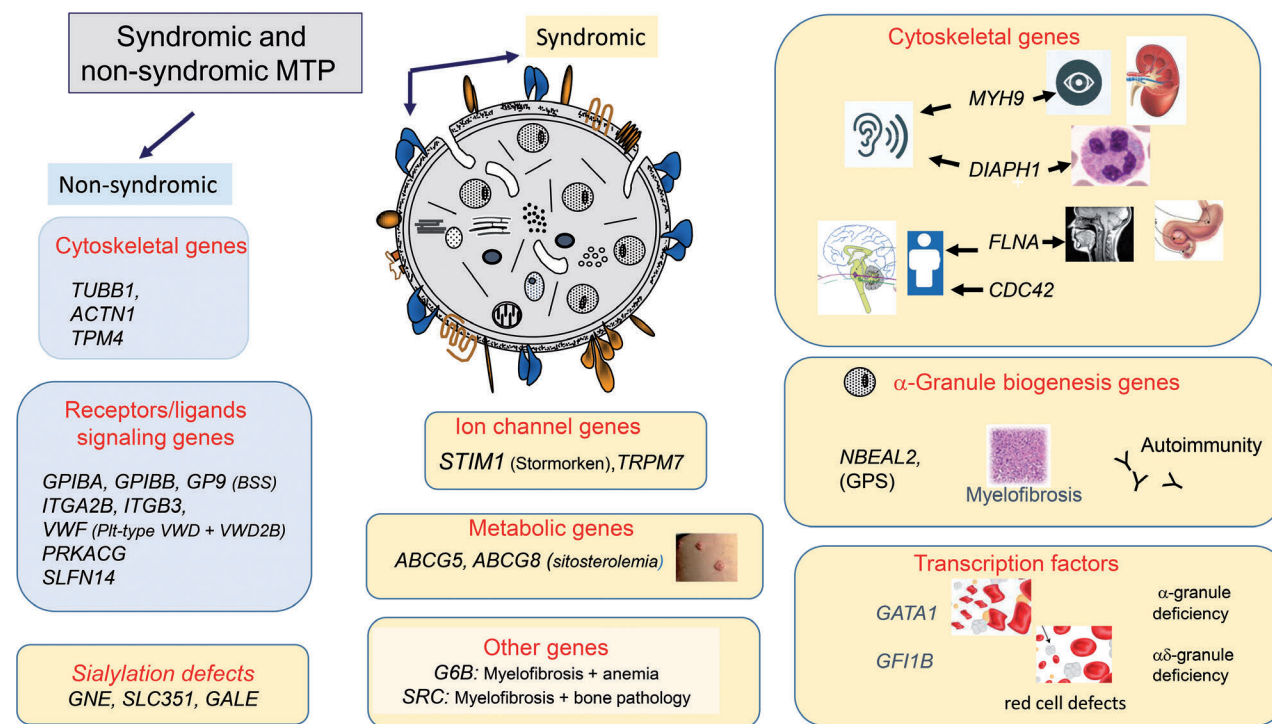 Syndromic and
non-syndromic MTP
Syndromic
Non-syndromic
Cytoskeletal genes
TUBB1,
ACTN1
TPM4
Receptors/ligands
signaling genes
GPIBA, GPIBB, GP9 (BSS)
ITGA2B, ITGB3,
VWF (Plt-type VWD + VWD2B)
PRKACG
SLFN14
Sialylation defects
GNE, SLC351, GALE
Ion channel genes
STIM1 (Stormorken), TRPM7
Metabolic genes
ABCG5, ABCG8 (sitosterolemia)
Other genes
G6B: Myelofibrosis + anemia
SRC: Myelofibrosis + bone pathology
Cytoskeletal genes
MYH9
DIAPH1
FLNA
CDC42
α-Granule biogenesis genes
NBEAL2,
(GPS)
Myelofibrosis
Autoimmunity
Transcription factors
GATA1
α-granule
deficiency
GFI1B
αδ-granule
deficiency
red cell defects